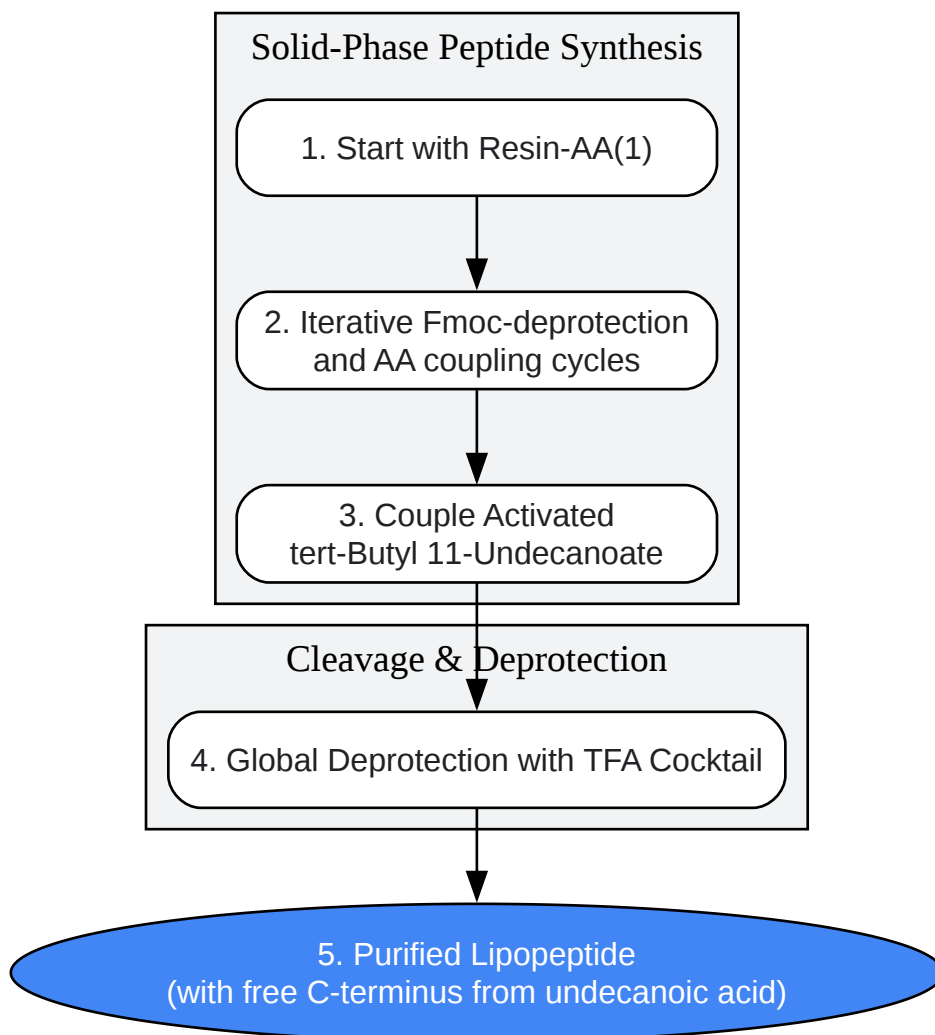 Solid-Phase Peptide Synthesis
1. Start with Resin-AA(1)
2. Iterative Fmoc-deprotection
and AA coupling cycles
3. Couple Activated
tert-Butyl 11-Undecanoate
Cleavage & Deprotection
4. Global Deprotection with TFA Cocktail
5. Purified Lipopeptide
(with free C-terminus from undecanoic acid)